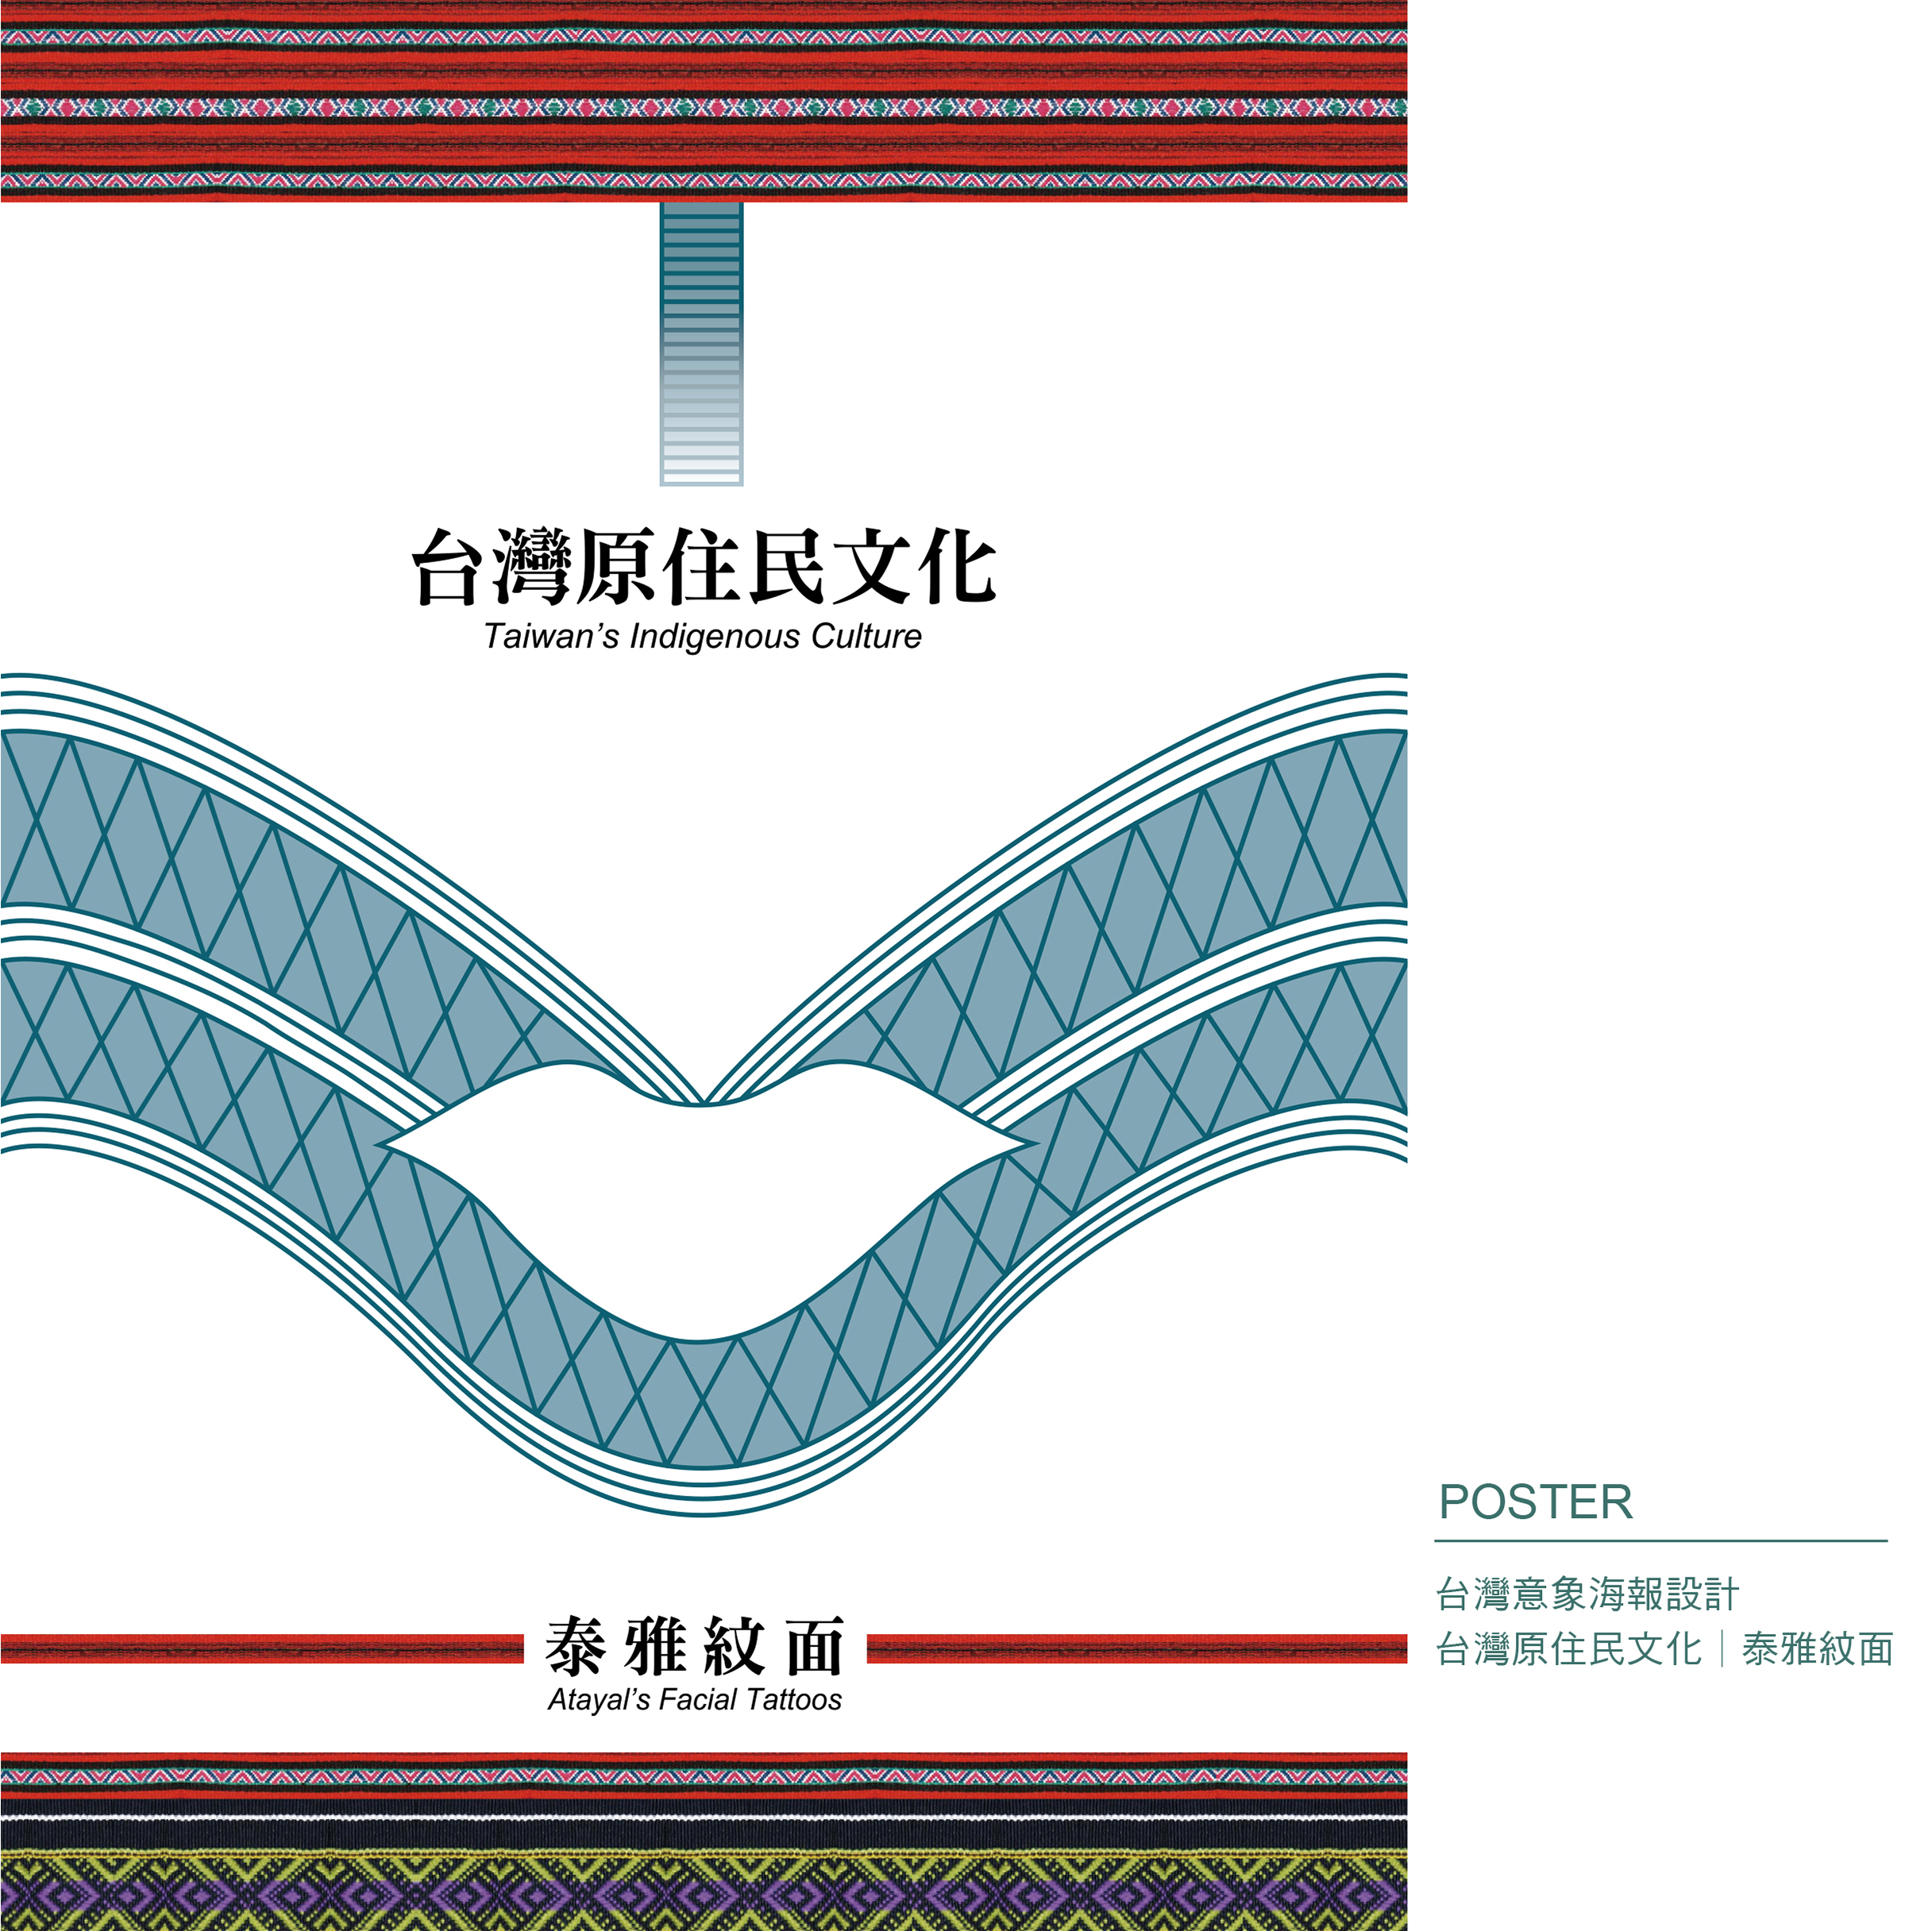 台灣原住民文化
Taiwan’s Indigenous Culture
泰雅紋面
Atayal’s Facial Tattoos
POSTER
台灣意象海報設計
台灣原住民文化｜泰雅紋面